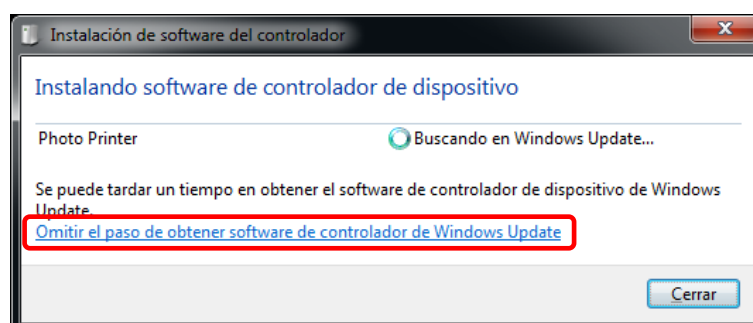 Instalación de software del controlador
Instalando software de controlador de dispositivo
Photo Printer Buscando en Windows Update...
Se puede tardar un tiempo en obtener el software de controlador de dispositivo de Windows
Update.
Omitir el paso de obtener software de controlador de Windows Update
Cerrar